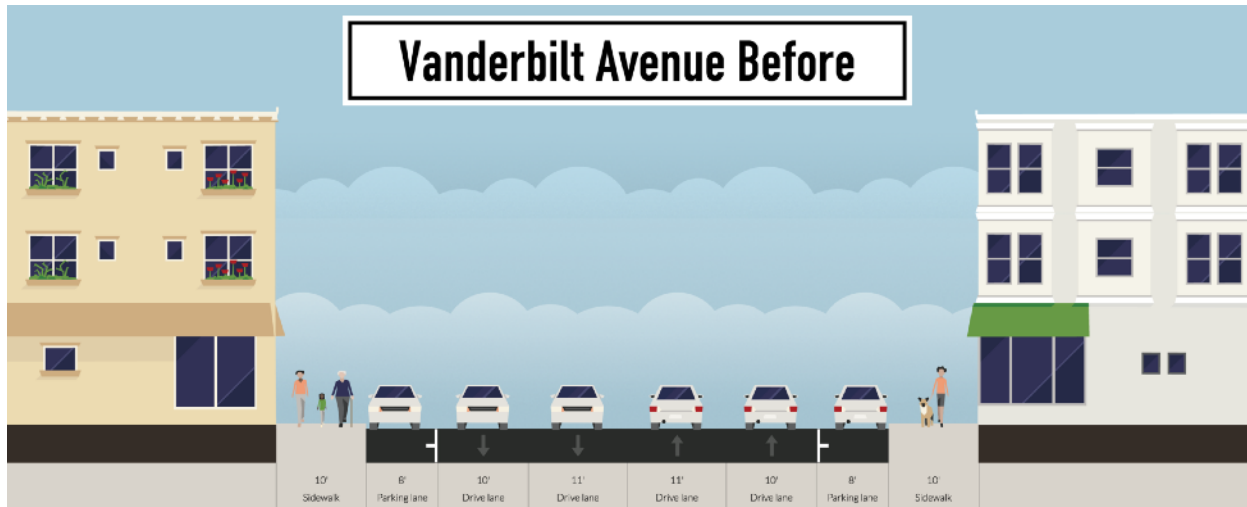 Vanderbilt Avenue Before
10' 8' 10' 11' 11' 10' 8' 10'
Sidewalk Parking lane Drive lane Drive lane Drive lane Drive lane Parking lane Sidewalk